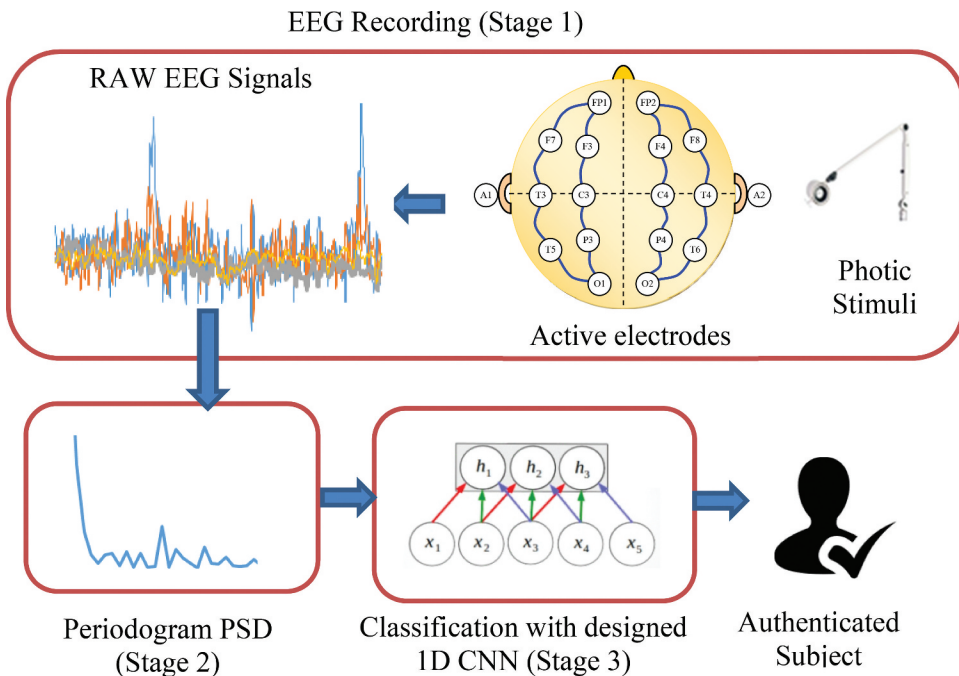 EEG Recording (Stage 1)
RAW EEG Signals
FP1 FP2
F7 F3 F4 F8
A1 T3 C3 C4 T4 A2
T5 P3 P4 T6
O1 O2
Photic
Stimuli
Active electrodes
h1 h2 h3
x1 x2 x3 x4 x5
Periodogram PSD
(Stage 2)
Classification with designed
1D CNN (Stage 3)
Authenticated
Subject